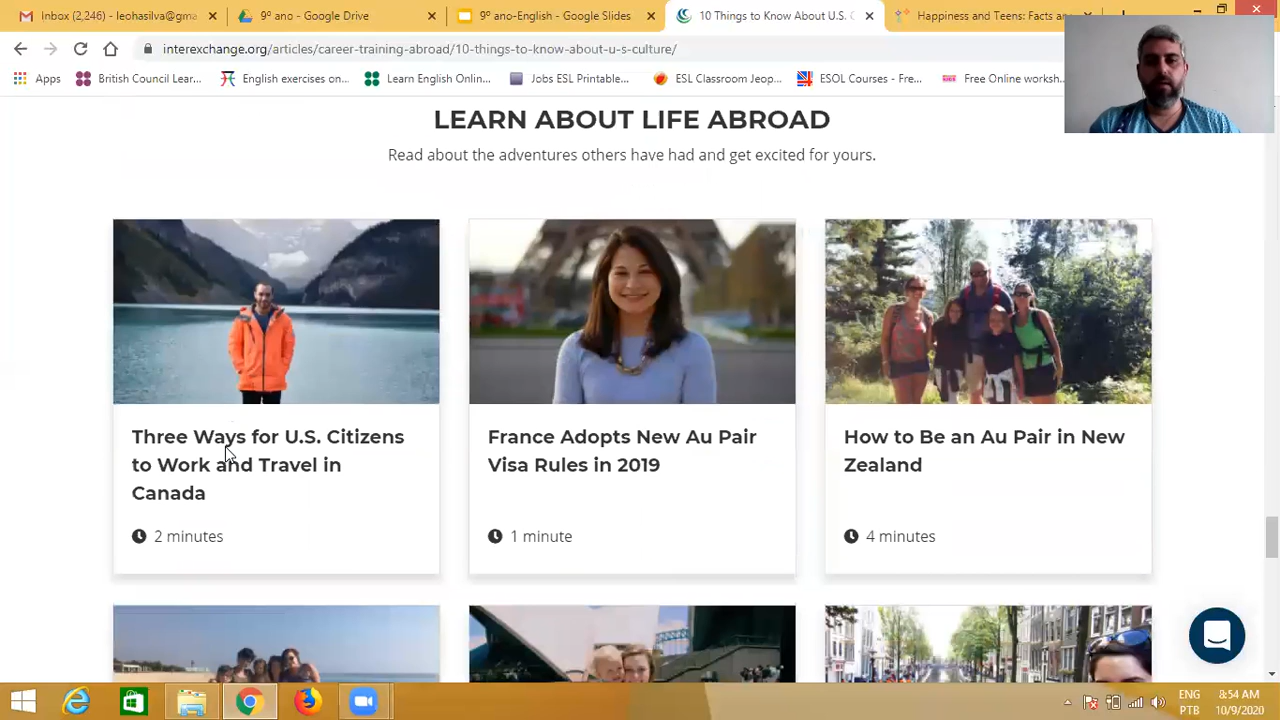 Inbox (2,246) - leohasilva@gma
9º ano - Google Drive
9º ano-English - Google Slides
10 Things to Know About U.S. C
Happiness and Teens: Facts an
interexchange.org/articles/career-training-abroad/10-things-to-know-about-u-s-culture/
Apps
British Council Lear...
English exercises on...
Learn English Onlin...
Jobs ESL Printable...
ESL Classroom Jeop...
ESOL Courses - Fre...
Free Online worksh...
LEARN ABOUT LIFE ABROAD
Read about the adventures others have had and get excited for yours.
Three Ways for U.S. Citizens
to Work and Travel in
Canada
2 minutes
France Adopts New Au Pair
Visa Rules in 2019
1 minute
How to Be an Au Pair in New
Zealand
4 minutes
ENG
PTB
8:54 AM
10/9/2020